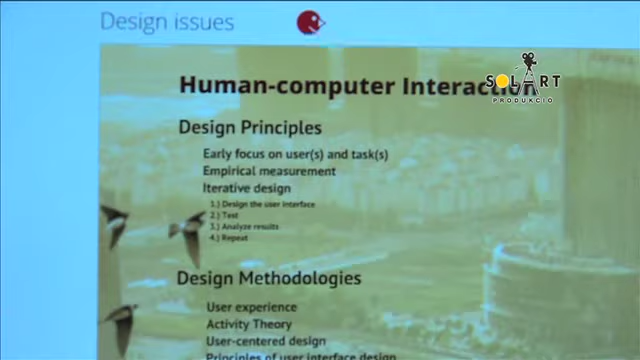 Design issues
Human-computer Interaction
SOLART
PRODUKCIO
Design Principles
Early focus on user(s) and task(s)
Empirical measurement
Iterative design
1.) Design the user interface
2.) Test
3.) Analyze results
4.) Repeat
Design Methodologies
User experience
Activity Theory
User-centered design
Principles of user interface design